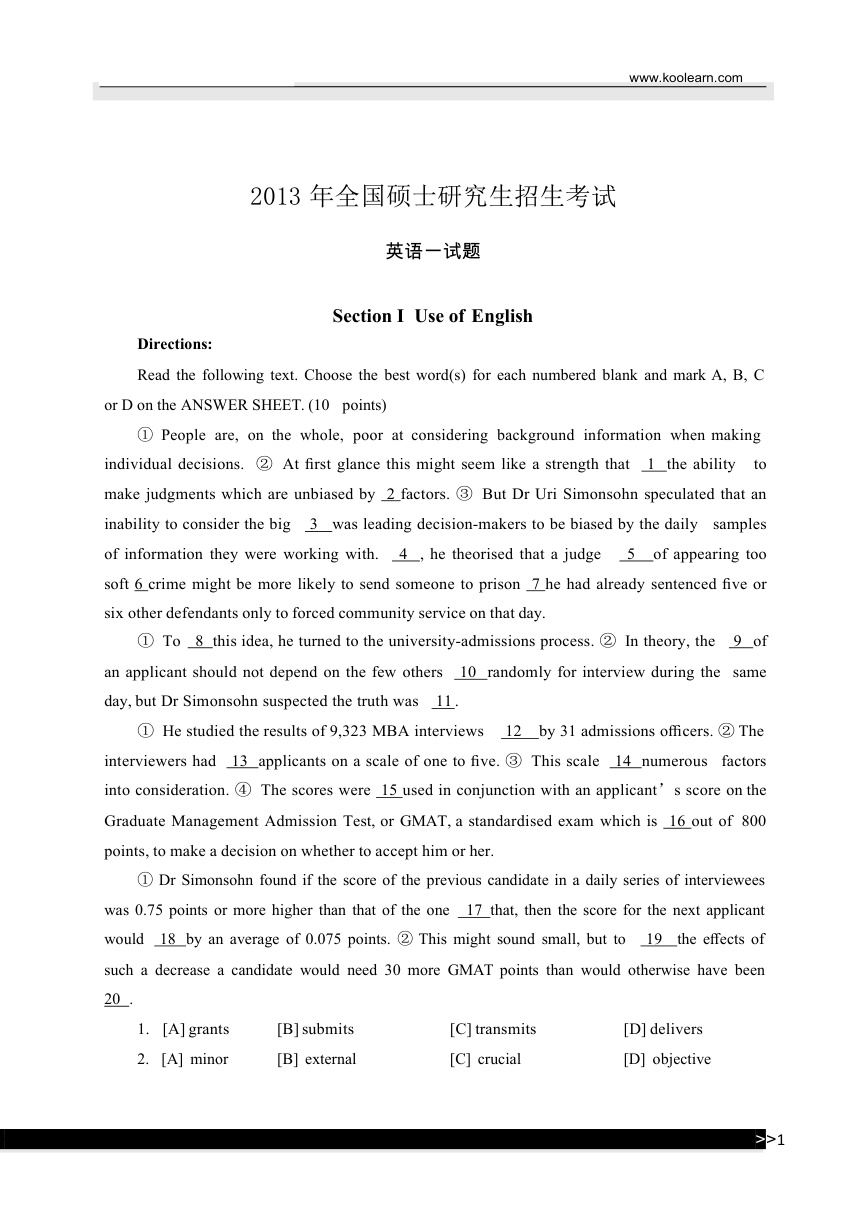 www.koolearn.com
2013 年全国硕士研究生招生考试
英语一试题
Section I Use of English
Directions:
Read the following text. Choose the best word(s) for each numbered blank and mark A, B, C
or D on the ANSWER SHEET. (10 points)
① People are, on the whole, poor at considering background information when making
individual decisions. ② At first glance this might seem like a strength that 1 the ability to
make judgments which are unbiased by 2 factors. ③ But Dr Uri Simonsohn speculated that an
inability to consider the big 3 was leading decision-makers to be biased by the daily samples
of information they were working with. 4 , he theorised that a judge 5 of appearing too
soft 6 crime might be more likely to send someone to prison 7 he had already sentenced five or
six other defendants only to forced community service on that day.
① To 8 this idea, he turned to the university-admissions process. ② In theory, the 9 of
an applicant should not depend on the few others 10 randomly for interview during the same
day, but Dr Simonsohn suspected the truth was 11 .
① He studied the results of 9,323 MBA interviews 12 by 31 admissions officers. ② The
interviewers had 13 applicants on a scale of one to five. ③ This scale 14 numerous factors
into consideration. ④ The scores were 15 used in conjunction with an applicant’s score on the
Graduate Management Admission Test, or GMAT, a standardised exam which is 16 out of 800
points, to make a decision on whether to accept him or her.
① Dr Simonsohn found if the score of the previous candidate in a daily series of interviewees
was 0.75 points or more higher than that of the one 17 that, then the score for the next applicant
would 18 by an average of 0.075 points. ② This might sound small, but to 19 the effects of
such a decrease a candidate would need 30 more GMAT points than would otherwise have been
20 .
1. [A] grants [B] submits [C] transmits [D] delivers
2. [A] minor [B] external [C] crucial [D] objective
>>1